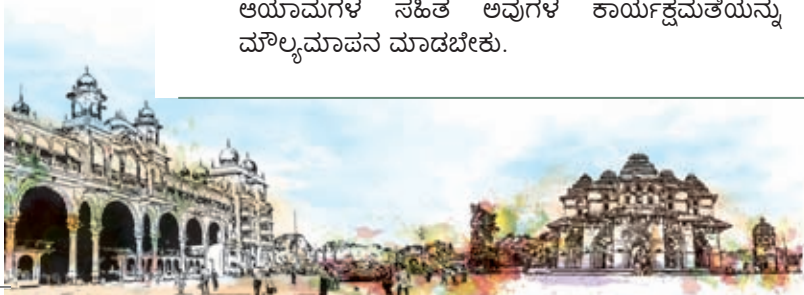 ಆಯಾಮಗಳ ಸಹಿತ ಅವುಗಳ ಕಾರ್ಯಕ್ಷಮತೆಯನ್ನು
ಮೌಲ್ಯಮಾಪನ ಮಾಡಬೇಕು.